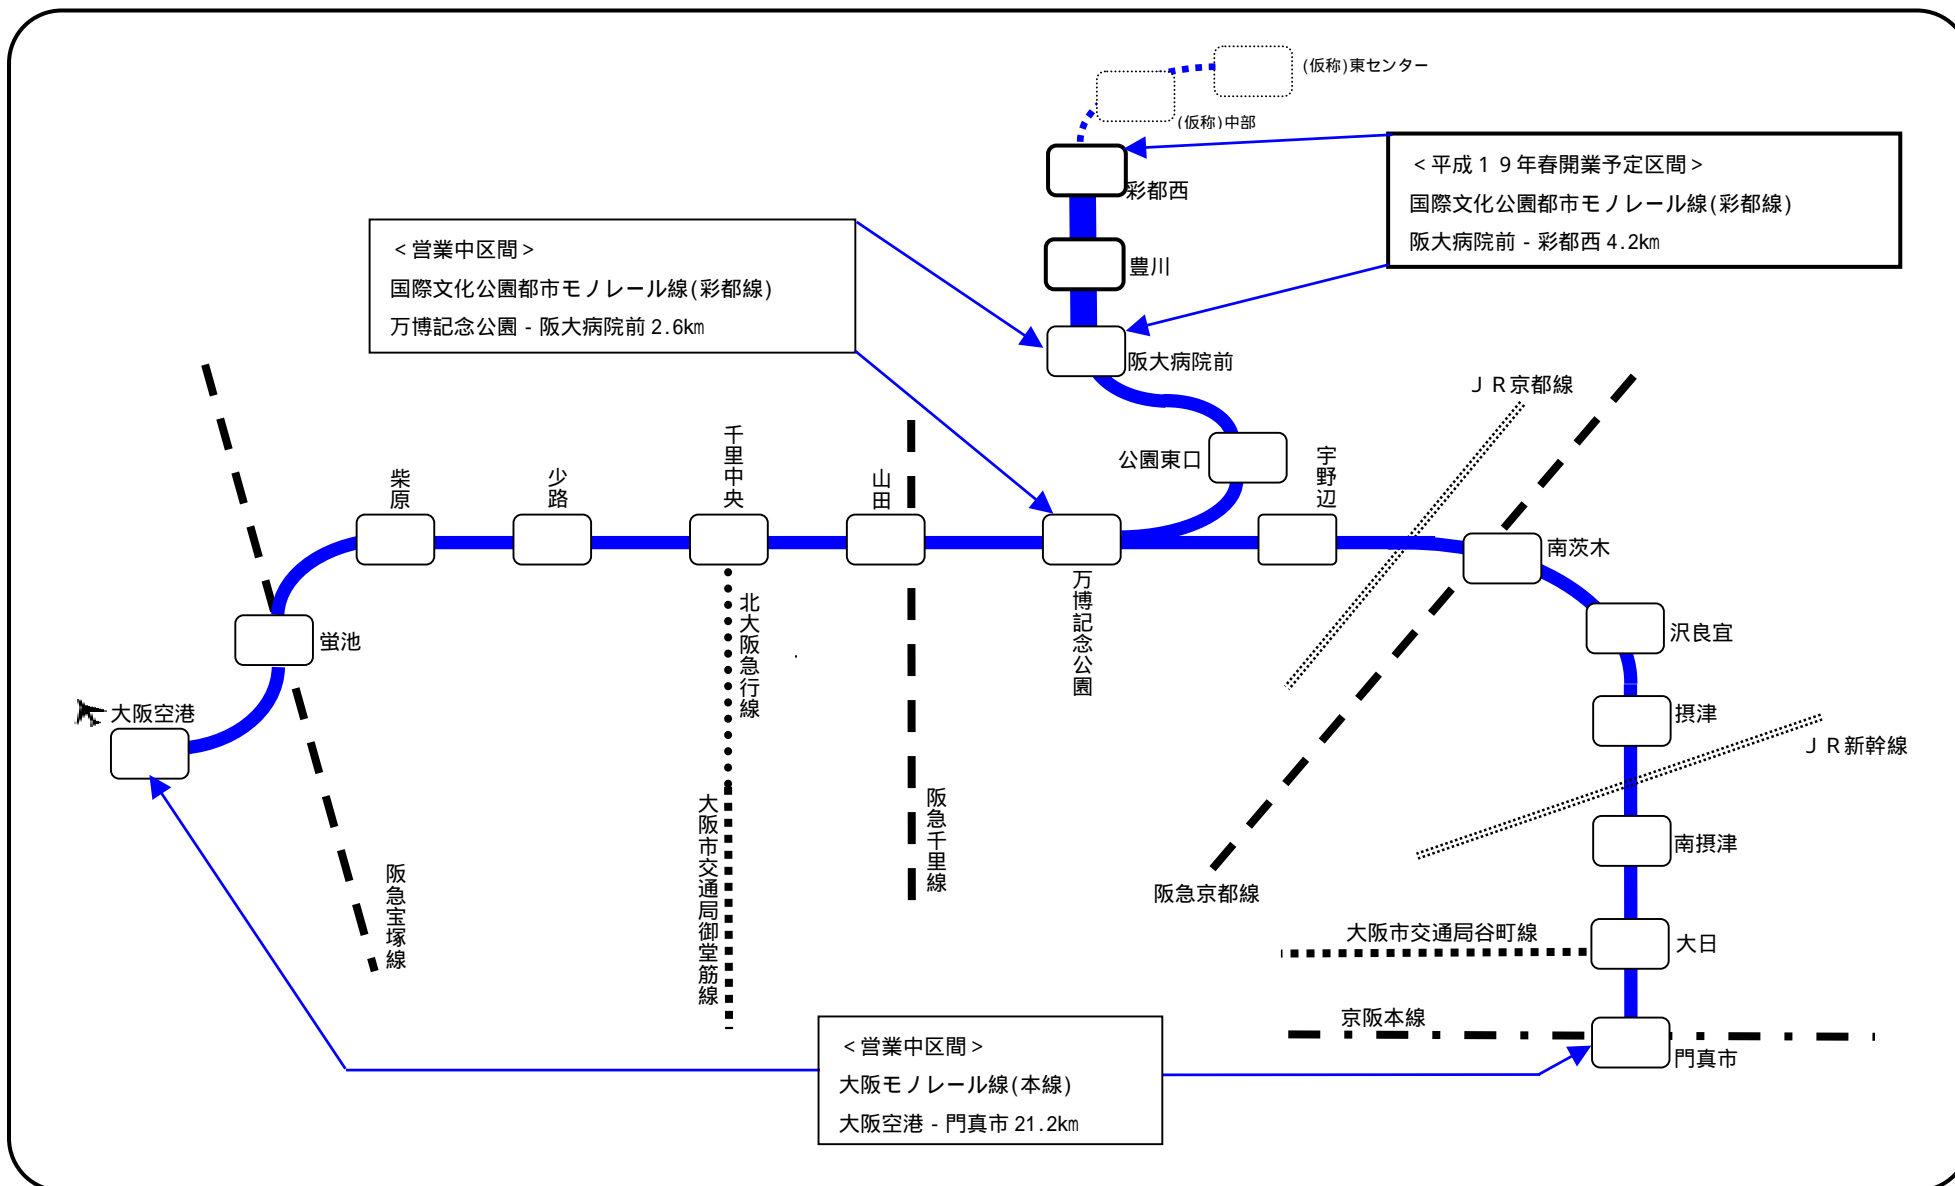 (仮称)東センター
(仮称)中部
<平成19年春開業予定区間>
国際文化公園都市モノレール線(彩都線)
阪大病院前 - 彩都西 4.2km
彩都西
<営業中区間>
国際文化公園都市モノレール線(彩都線)
万博記念公園 - 阪大病院前 2.6km
豊川
阪大病院前
JR京都線
公園東口
千里中央
宇野辺
柴原
少路
山田
南茨木
万博記念公園
北大阪急行線
蛍池
沢良宜
大阪空港
摂津
JR新幹線
大阪市交通局御堂筋線
阪急千里線
南摂津
阪急宝塚線
阪急京都線
大阪市交通局谷町線
大日
京阪本線
門真市
<営業中区間>
大阪モノレール線(本線)
大阪空港 - 門真市 21.2km